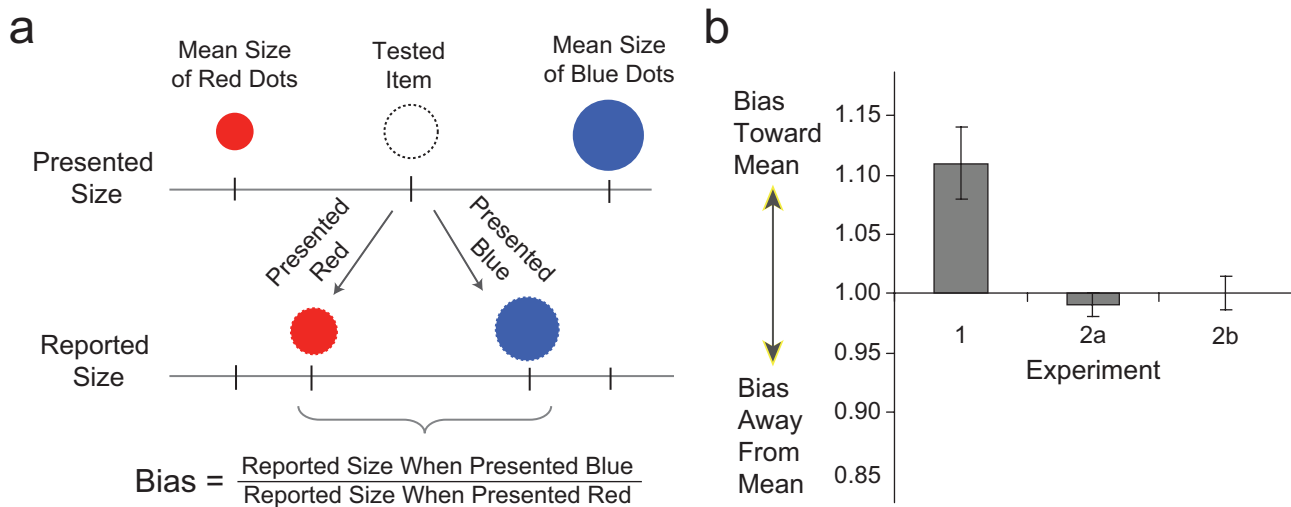 a
Mean Size
of Red Dots
Tested
Item
Mean Size
of Blue Dots
Presented
Size
Presented
Red
Presented
Blue
Reported
Size
Bias =
Reported Size When Presented Blue
Reported Size When Presented Red
b
Bias
Toward
Mean
Bias
Away
From
Mean
1.15
1.10
1.05
1.00
0.95
0.90
0.85
1
2a
2b
Experiment